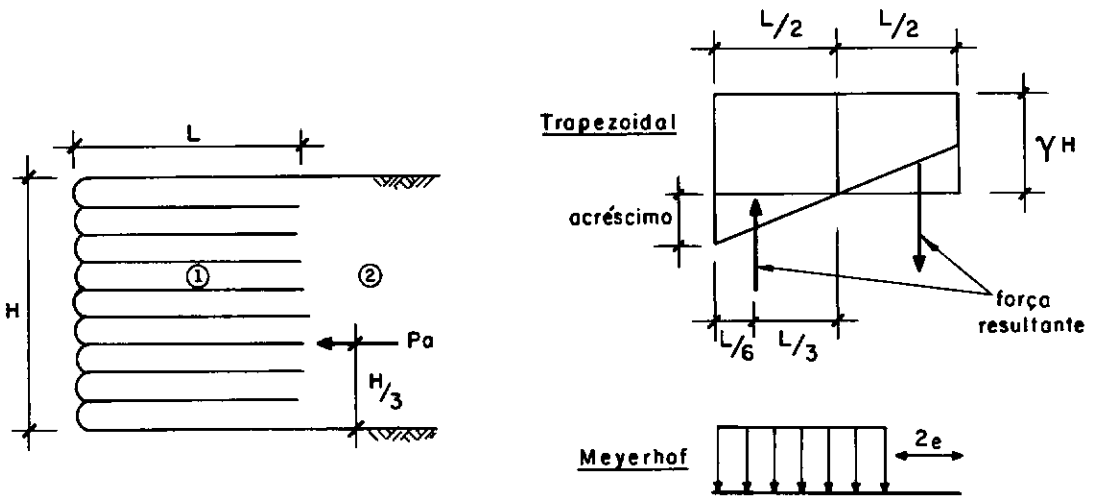 L
H
①
②
Pa
H/3
L/2
L/2
Trapezoidal
γH
acréscimo
força
resultante
L/6
L/3
Meyerhof
2e